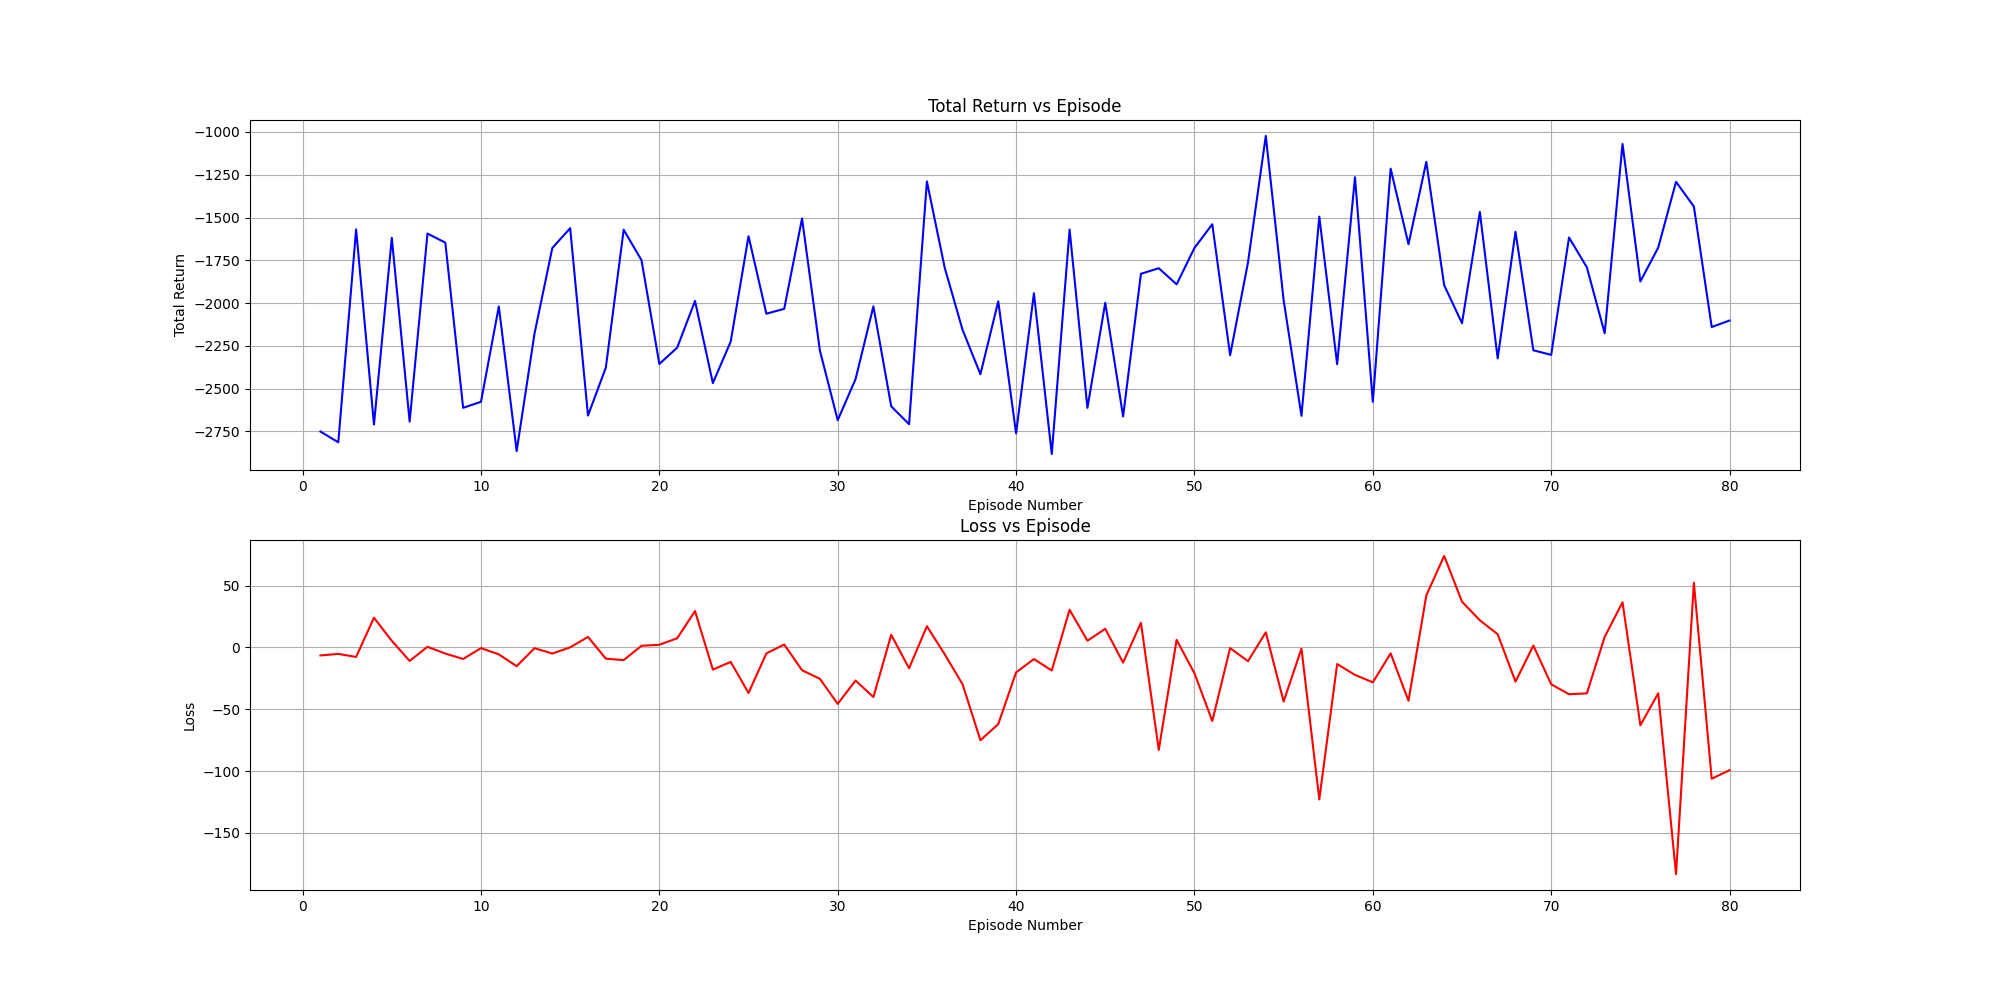 Total Return vs Episode
−1000
−1250
−1500
−1750
−2000
−2250
−2500
−2750
Total Return
0 10 20 30 40 50 60 70 80
Episode Number
Loss vs Episode
50
0
−50
−100
−150
Loss
0 10 20 30 40 50 60 70 80
Episode Number